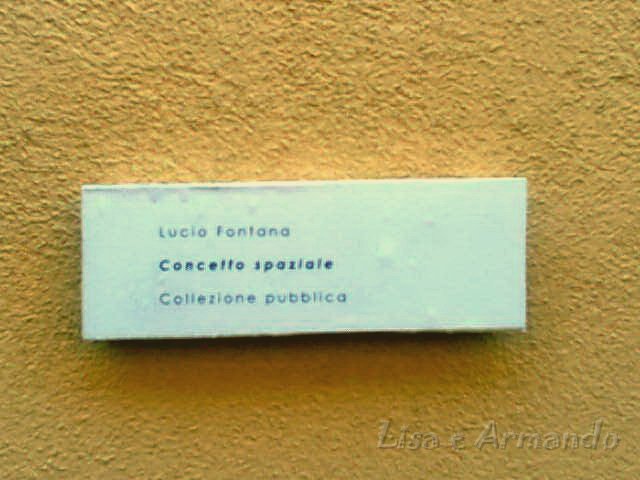 Lucio Fontana
Concetto spaziale
Collezione pubblica
Lisa e Armando